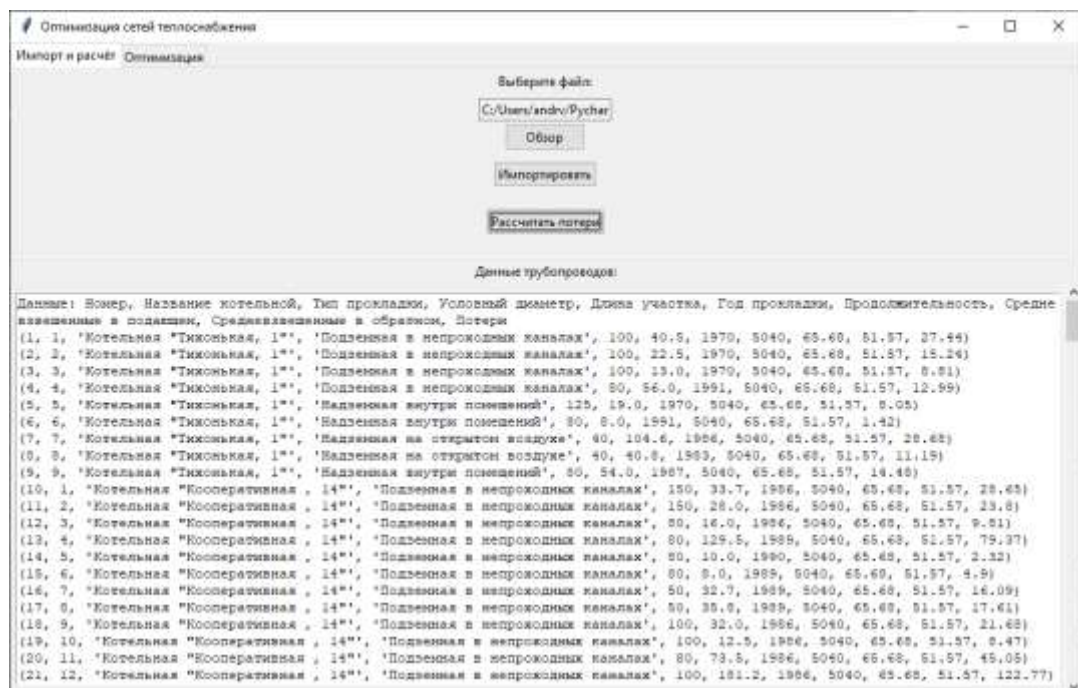 Оптимизация сетей теплоснабжения
Импорт и расчёт Оптимизация
Выберите файл:
C:/Users/andrv/Pychar
Обзор
Импортировать
Рассчитать потери
Данные трубопроводов:
Данные: Номер, Название котельной, Тип прокладки, Условный диаметр, Длина участка, Год прокладки, Продолжительность, Средне
взвешенные в подающем, Средневзвешенные в обратном, Потери
(1, 1, 'Котельная "Тихонькая, 1"', 'Подземная в непроходных каналах', 100, 40.5, 1970, 5040, 65.68, 51.57, 27.44)
(2, 2, 'Котельная "Тихонькая, 1"', 'Подземная в непроходных каналах', 100, 22.5, 1970, 5040, 65.68, 51.57, 15.24)
(3, 3, 'Котельная "Тихонькая, 1"', 'Подземная в непроходных каналах', 100, 13.0, 1970, 5040, 65.68, 51.57, 8.81)
(4, 4, 'Котельная "Тихонькая, 1"', 'Подземная в непроходных каналах', 80, 56.0, 1991, 5040, 65.68, 51.57, 12.99)
(5, 5, 'Котельная "Тихонькая, 1"', 'Надземная внутри помещений', 125, 19.0, 1970, 5040, 65.68, 51.57, 8.05)
(6, 6, 'Котельная "Тихонькая, 1"', 'Надземная внутри помещений', 80, 8.0, 1991, 5040, 65.68, 51.57, 1.42)
(7, 7, 'Котельная "Тихонькая, 1"', 'Надземная на открытом воздухе', 40, 104.6, 1986, 5040, 65.68, 51.57, 28.68)
(8, 8, 'Котельная "Тихонькая, 1"', 'Надземная на открытом воздухе', 40, 40.8, 1983, 5040, 65.68, 51.57, 11.19)
(9, 9, 'Котельная "Тихонькая, 1"', 'Надземная внутри помещений', 80, 54.0, 1987, 5040, 65.68, 51.57, 14.48)
(10, 1, 'Котельная "Кооперативная , 14"', 'Подземная в непроходных каналах', 150, 33.7, 1986, 5040, 65.68, 51.57, 28.65)
(11, 2, 'Котельная "Кооперативная , 14"', 'Подземная в непроходных каналах', 150, 28.0, 1986, 5040, 65.68, 51.57, 23.8)
(12, 3, 'Котельная "Кооперативная , 14"', 'Подземная в непроходных каналах', 80, 16.0, 1986, 5040, 65.68, 51.57, 9.81)
(13, 4, 'Котельная "Кооперативная , 14"', 'Подземная в непроходных каналах', 80, 129.5, 1989, 5040, 65.68, 51.57, 79.37)
(14, 5, 'Котельная "Кооперативная , 14"', 'Подземная в непроходных каналах', 80, 10.0, 1990, 5040, 65.68, 51.57, 2.32)
(15, 6, 'Котельная "Кооперативная , 14"', 'Подземная в непроходных каналах', 80, 8.0, 1989, 5040, 65.68, 51.57, 4.9)
(16, 7, 'Котельная "Кооперативная , 14"', 'Подземная в непроходных каналах', 50, 32.7, 1989, 5040, 65.68, 51.57, 16.09)
(17, 8, 'Котельная "Кооперативная , 14"', 'Подземная в непроходных каналах', 50, 35.8, 1989, 5040, 65.68, 51.57, 17.61)
(18, 9, 'Котельная "Кооперативная , 14"', 'Подземная в непроходных каналах', 100, 32.0, 1986, 5040, 65.68, 51.57, 21.68)
(19, 10, 'Котельная "Кооперативная , 14"', 'Подземная в непроходных каналах', 100, 12.5, 1986, 5040, 65.68, 51.57, 8.47)
(20, 11, 'Котельная "Кооперативная , 14"', 'Подземная в непроходных каналах', 80, 73.5, 1986, 5040, 65.68, 51.57, 45.05)
(21, 12, 'Котельная "Кооперативная , 14"', 'Подземная в непроходных каналах', 100, 181.2, 1986, 5040, 65.68, 51.57, 122.77)